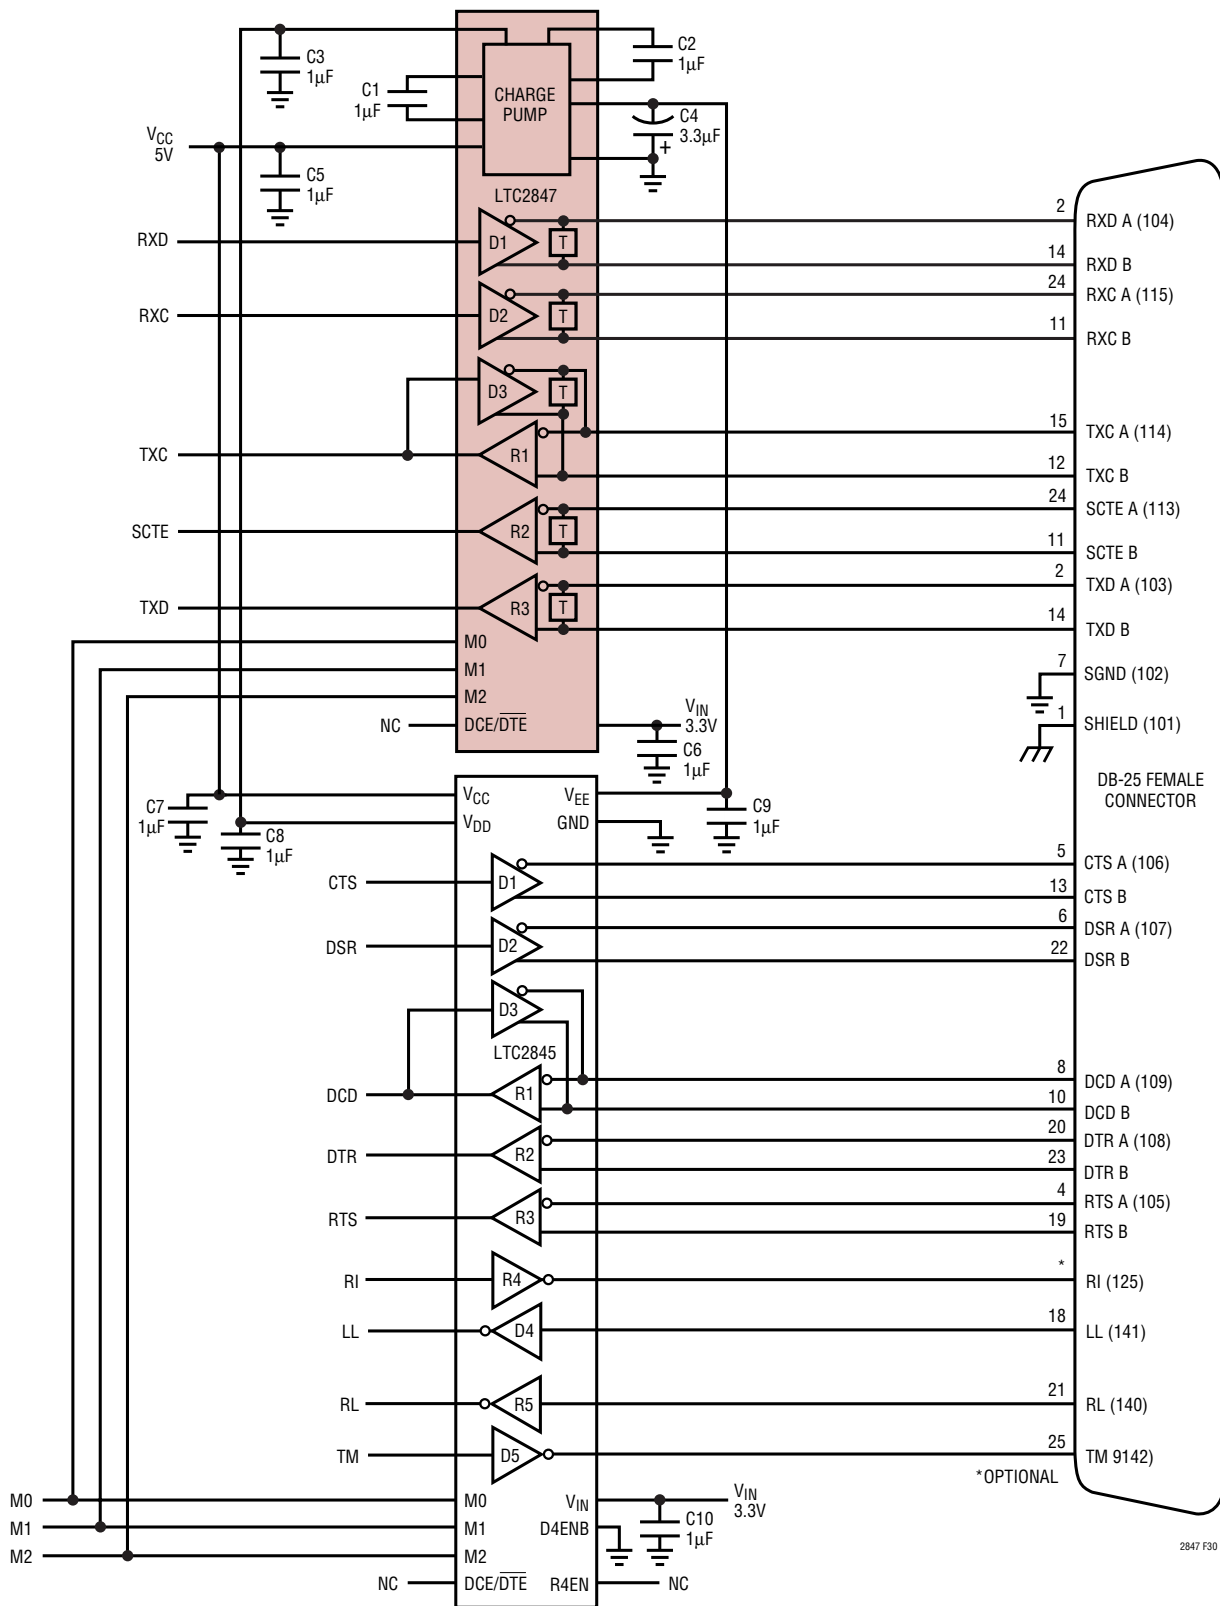 C3
1µF
C2
1µF
C1
1µF
CHARGE
PUMP
C4
3.3µF
+
VCC
5V
C5
1µF
LTC2847
RXD
D1
T
2
RXD A (104)
14
RXD B
RXC
D2
T
24
RXC A (115)
11
RXC B
D3
T
TXC
R1
15
TXC A (114)
12
TXC B
SCTE
R2
T
24
SCTE A (113)
11
SCTE B
TXD
R3
T
2
TXD A (103)
14
TXD B
M0
M1
M2
NC
DCE/DTE
VIN
3.3V
C6
1µF
7
SGND (102)
1
SHIELD (101)
DB-25 FEMALE
CONNECTOR
C7
1µF
C8
1µF
VCC
VDD
VEE
GND
C9
1µF
CTS
D1
5
CTS A (106)
13
CTS B
DSR
D2
6
DSR A (107)
22
DSR B
D3
LTC2845
DCD
R1
8
DCD A (109)
10
DCD B
DTR
R2
20
DTR A (108)
23
DTR B
RTS
R3
4
RTS A (105)
19
RTS B
RI
R4
*
RI (125)
LL
D4
18
LL (141)
RL
R5
21
RL (140)
TM
D5
25
TM 9142)
*OPTIONAL
M0
M0
M1
M1
M2
M2
VIN
VIN
3.3V
D4ENB
C10
1µF
NC
DCE/DTE
R4EN
NC
2847 F30